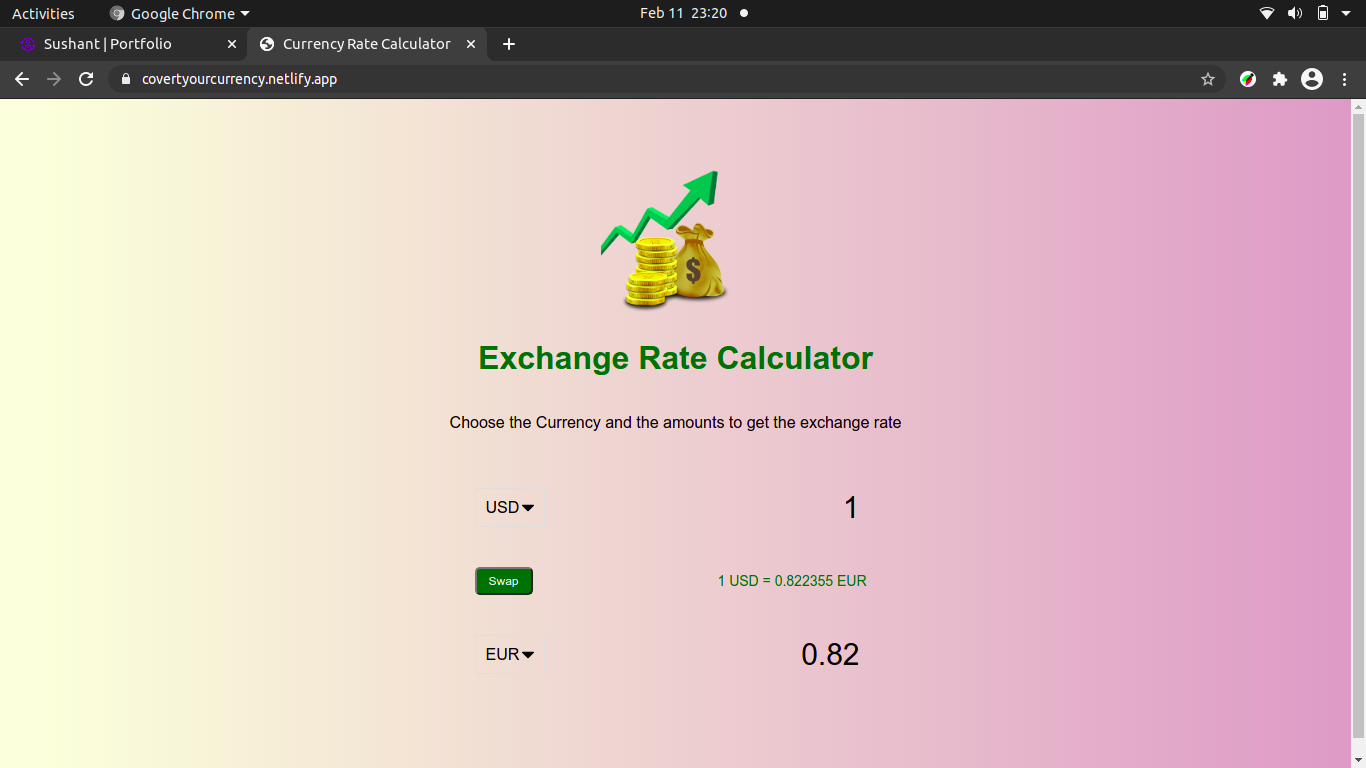 Activities
Google Chrome
Feb 11 23:20
Sushant | Portfolio
Currency Rate Calculator
covertyourcurrency.netlify.app
$
Exchange Rate Calculator
Choose the Currency and the amounts to get the exchange rate
USD
1
Swap
1 USD = 0.822355 EUR
EUR
0.82